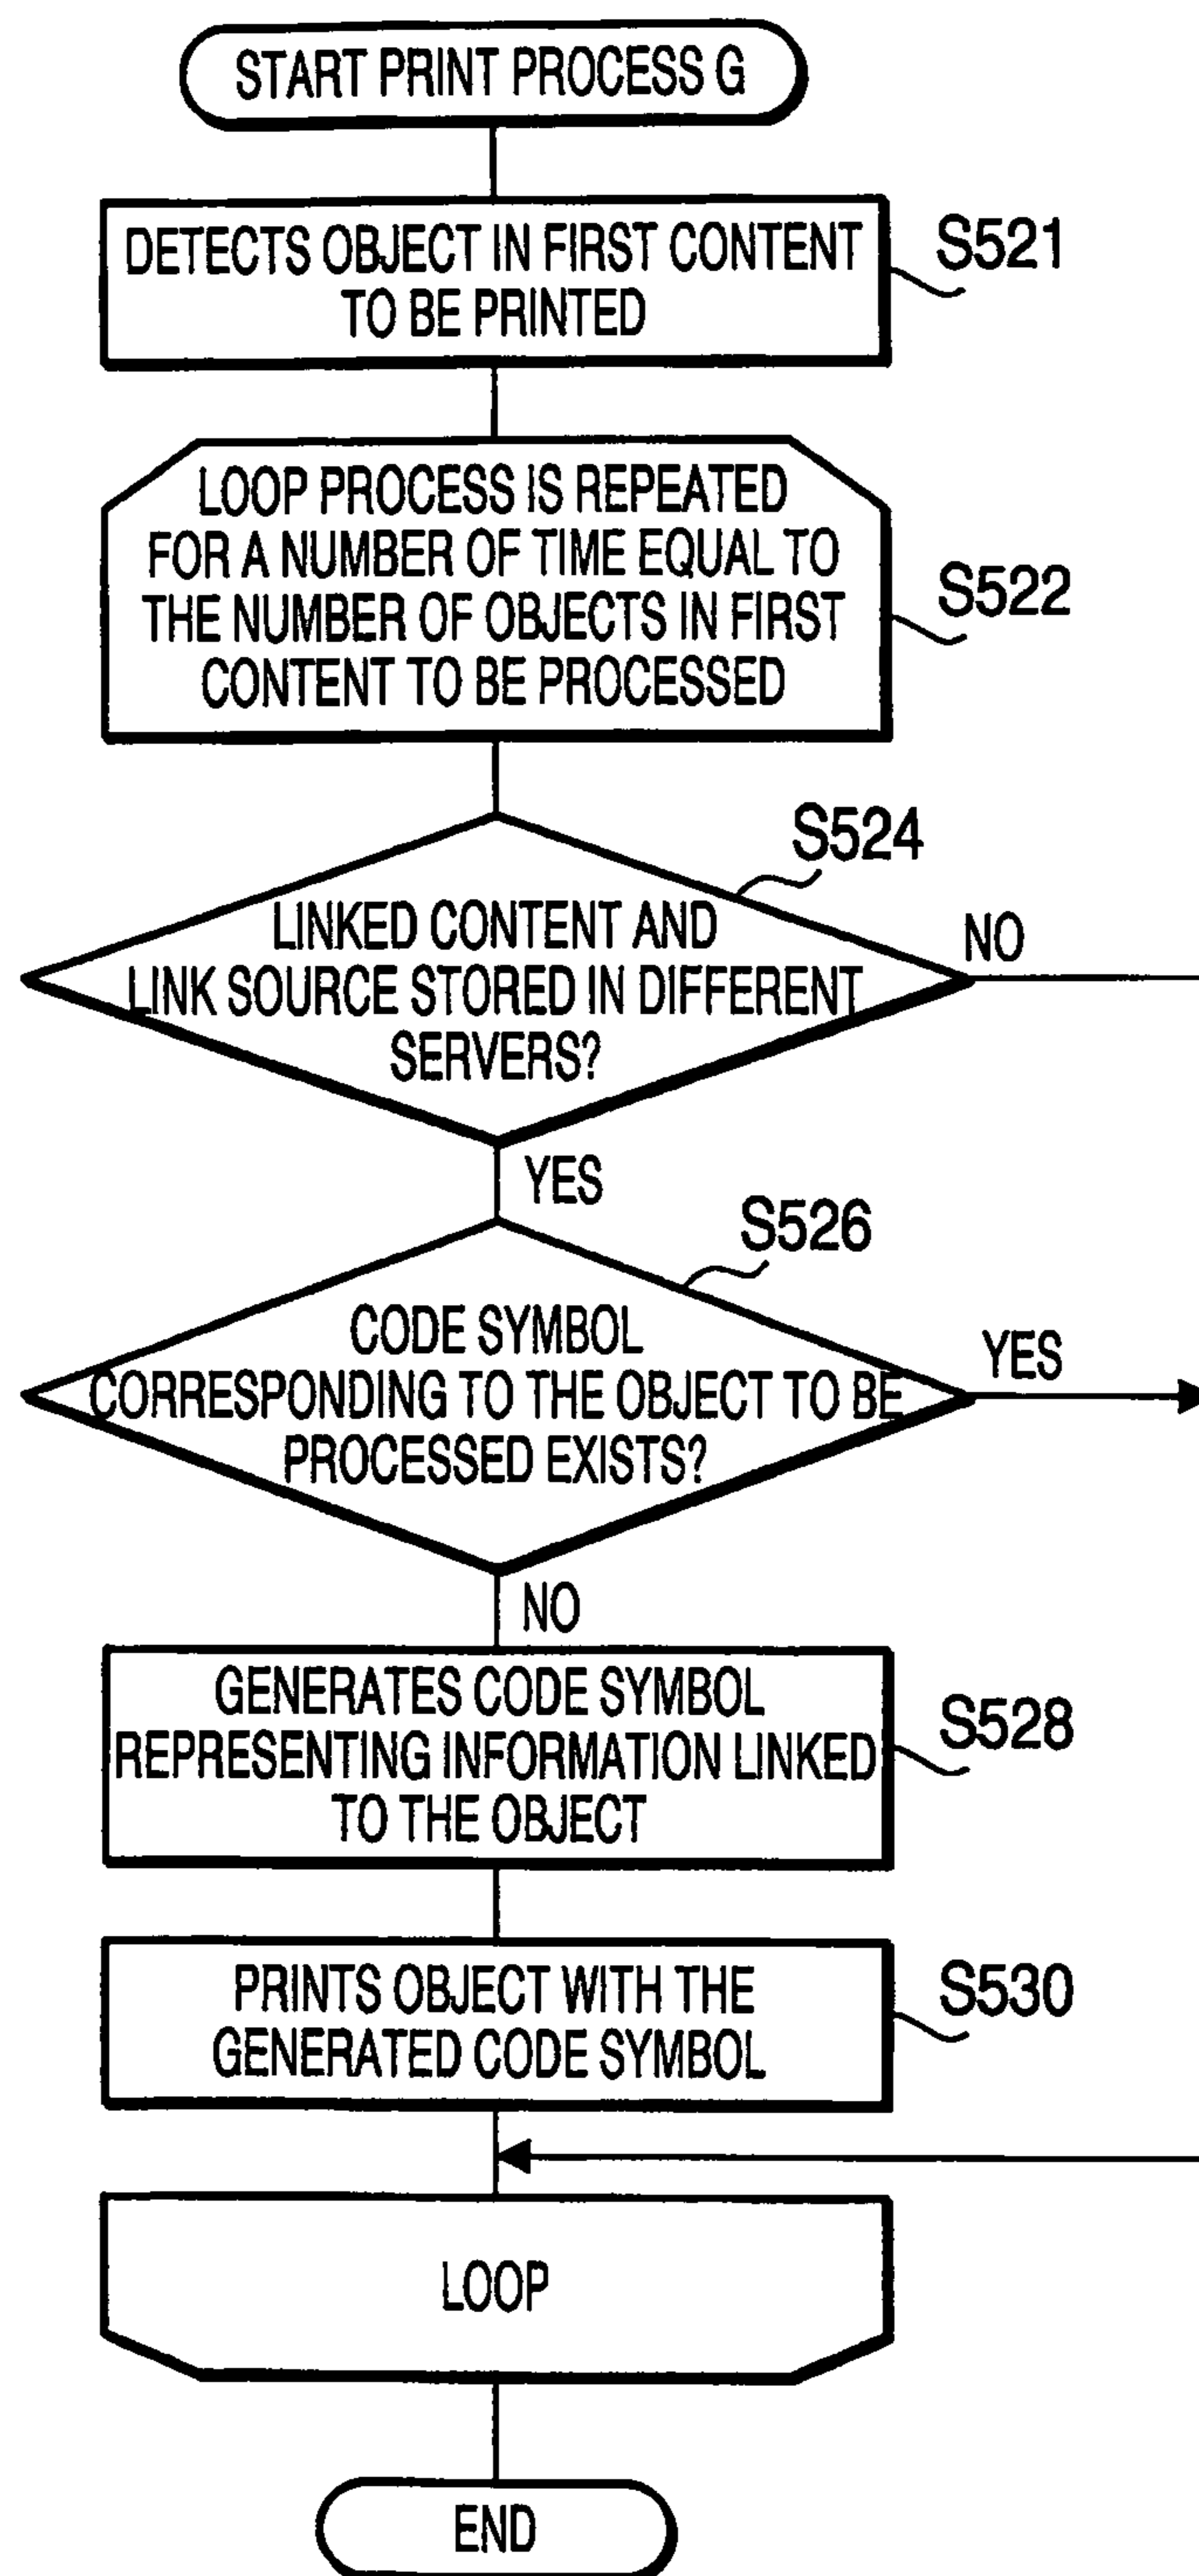 START PRINT PROCESS G
DETECTS OBJECT IN FIRST CONTENT
TO BE PRINTED
S521
LOOP PROCESS IS REPEATED
FOR A NUMBER OF TIME EQUAL TO
THE NUMBER OF OBJECTS IN FIRST
CONTENT TO BE PROCESSED
S522
S524
LINKED CONTENT AND
LINK SOURCE STORED IN DIFFERENT
SERVERS?
NO
YES
S526
CODE SYMBOL
CORRESPONDING TO THE OBJECT TO BE
PROCESSED EXISTS?
YES
NO
GENERATES CODE SYMBOL
REPRESENTING INFORMATION LINKED
TO THE OBJECT
S528
PRINTS OBJECT WITH THE
GENERATED CODE SYMBOL
S530
LOOP
END